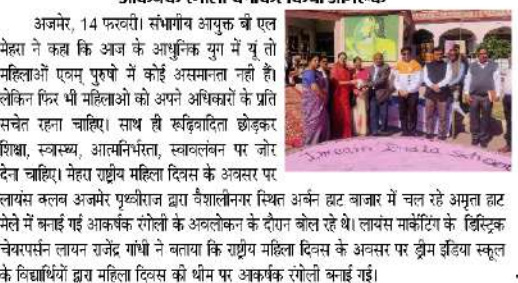 अजमेर, 14 फरवरी। संभागीय आयुक्त बी एल
मेहरा ने कहा कि आज के आधुनिक युग में यूं तो
महिलाओं एवम् पुरुषो में कोई असमानता नही हैं।
लेकिन फिर भी महिलाओ को अपने अधिकारों के प्रति
सचेत रहना चाहिए। साथ ही रूढ़िवादिता छोड़कर
शिक्षा, स्वास्थ्य, आत्मनिर्भरता, स्वावलंबन पर जोर
देना चाहिए। मेहरा राष्ट्रीय महिला दिवस के अवसर पर
लायंस क्लब अजमेर पृथ्वीराज द्वारा वैशालीनगर स्थित अर्बन हाट बाजार में चल रहे अमृता हाट
मेले में बनाई गई आकर्षक रंगोली के अवलोकन के दौरान बोल रहे थे। लायंस मार्केटिंग के डिस्ट्रिक
चेयरपर्सन लायन राजेंद्र गांधी ने बताया कि राष्ट्रीय महिला दिवस के अवसर पर ड्रीम इंडिया स्कूल
के विद्यार्थियों द्वारा महिला दिवस की थीम पर आकर्षक रंगोली बनाई गई।